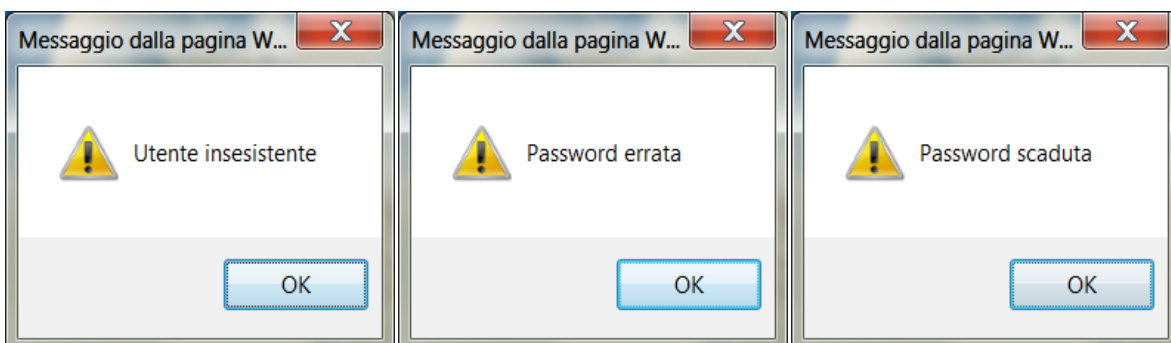 Messaggio dalla pagina W... X
Utente insesistente
OK
Messaggio dalla pagina W... X
Password errata
OK
Messaggio dalla pagina W... X
Password scaduta
OK